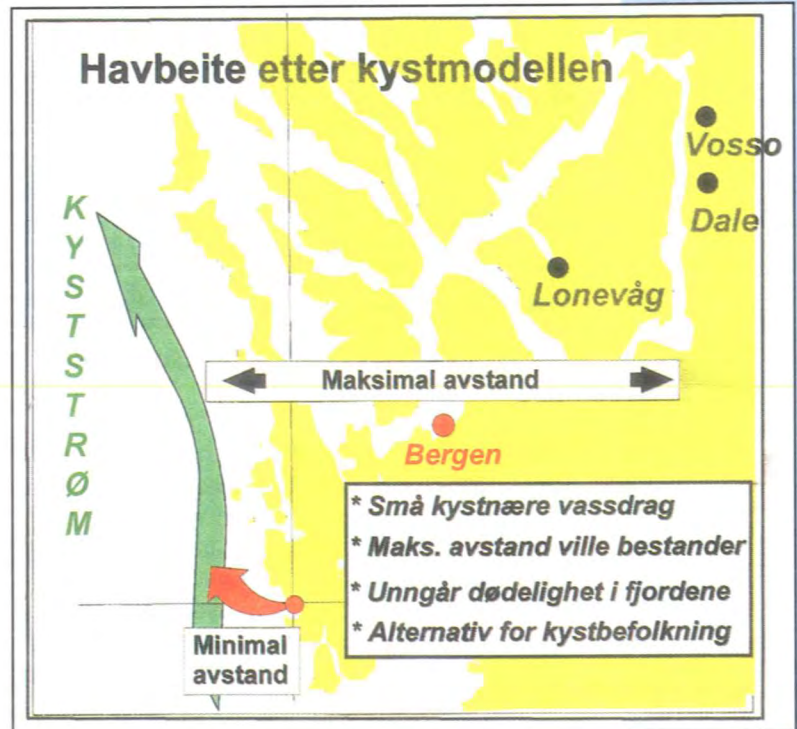 Havbeite etter kystmodellen
Vosso
Dale
Lonevåg
KYSTSTRØM
Maksimal avstand
Bergen
* Små kystnære vassdrag
* Maks. avstand ville bestander
* Unngår dødelighet i fjordene
* Alternativ for kystbefolkning
Minimal
avstand